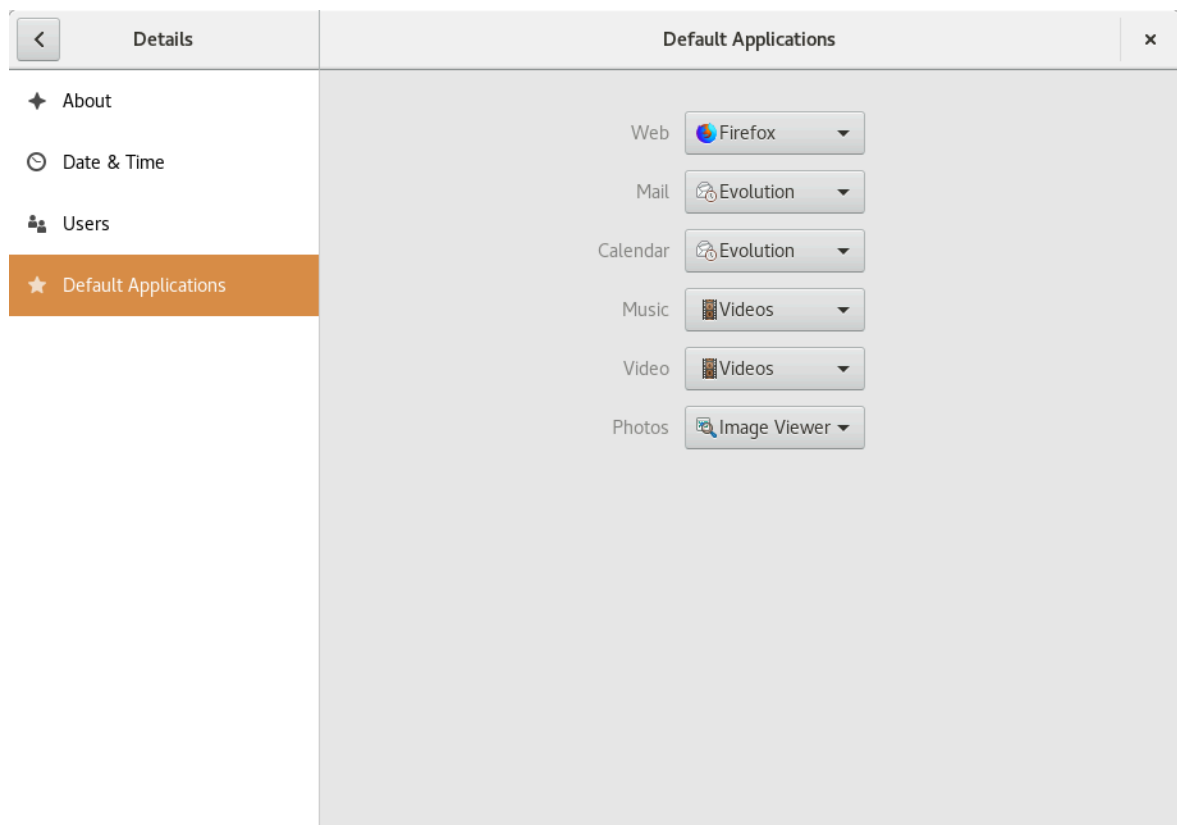 Details
Default Applications
About
Date & Time
Users
Default Applications
Web Firefox
Mail Evolution
Calendar Evolution
Music Videos
Video Videos
Photos Image Viewer